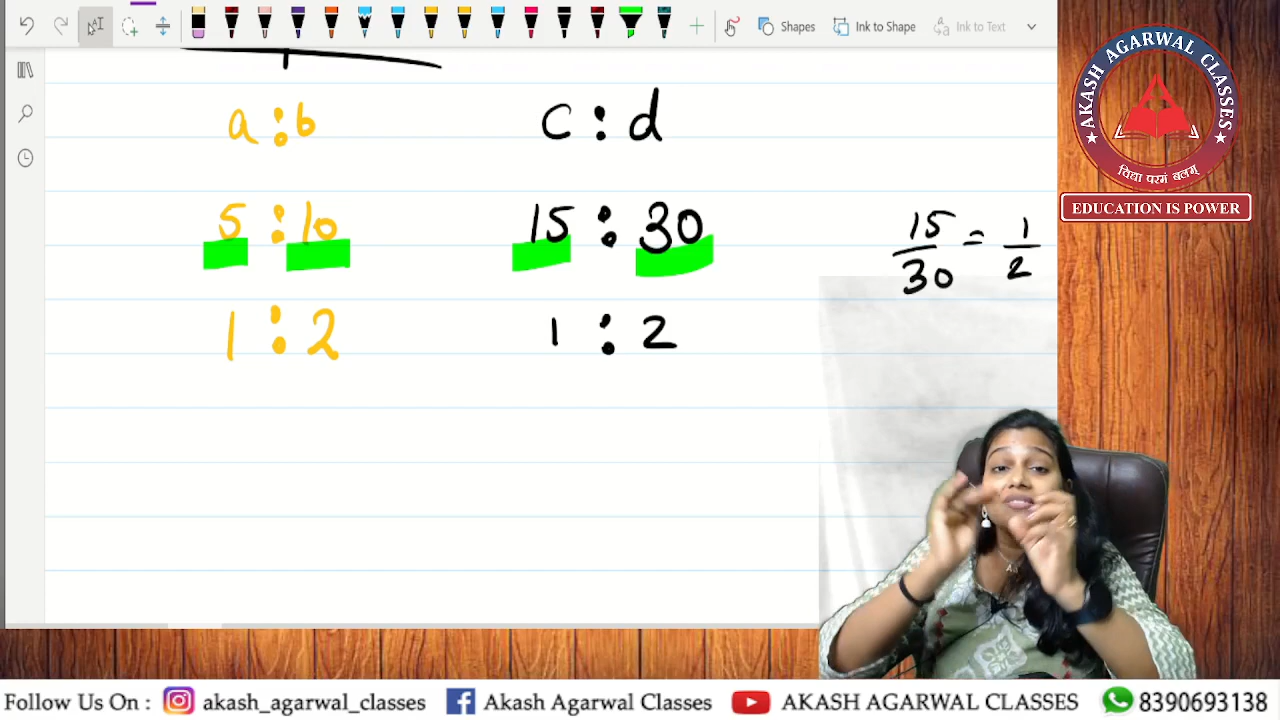 Shapes Ink to Shape Ink to Text
a : b c : d
5 : 10 15 : 30 15/30 = 1/2
1 : 2 1 : 2
AKASH AGARWAL CLASSES
विद्या परमं बलम्
EDUCATION IS POWER
Follow Us On : akash_agarwal_classes Akash Agarwal Classes AKASH AGARWAL CLASSES 8390693138